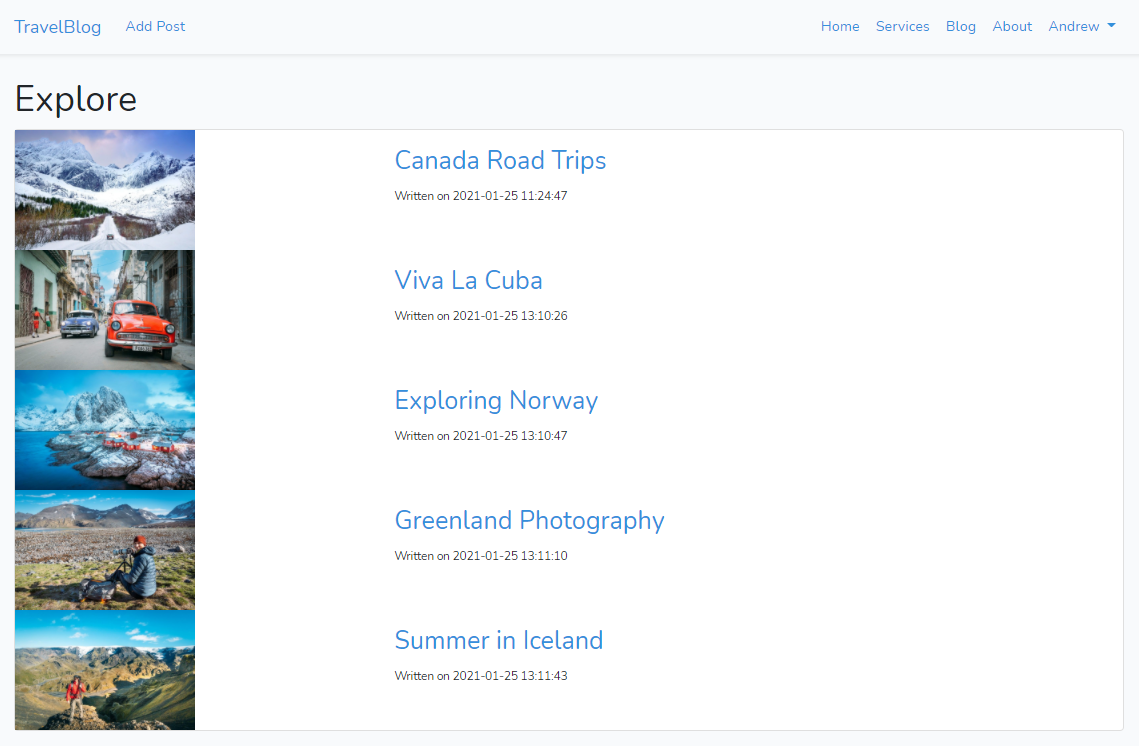 TravelBlog Add Post Home Services Blog About Andrew
Explore
Canada Road Trips
Written on 2021-01-25 11:24:47
Viva La Cuba
Written on 2021-01-25 13:10:26
Exploring Norway
Written on 2021-01-25 13:10:47
Greenland Photography
Written on 2021-01-25 13:11:10
Summer in Iceland
Written on 2021-01-25 13:11:43